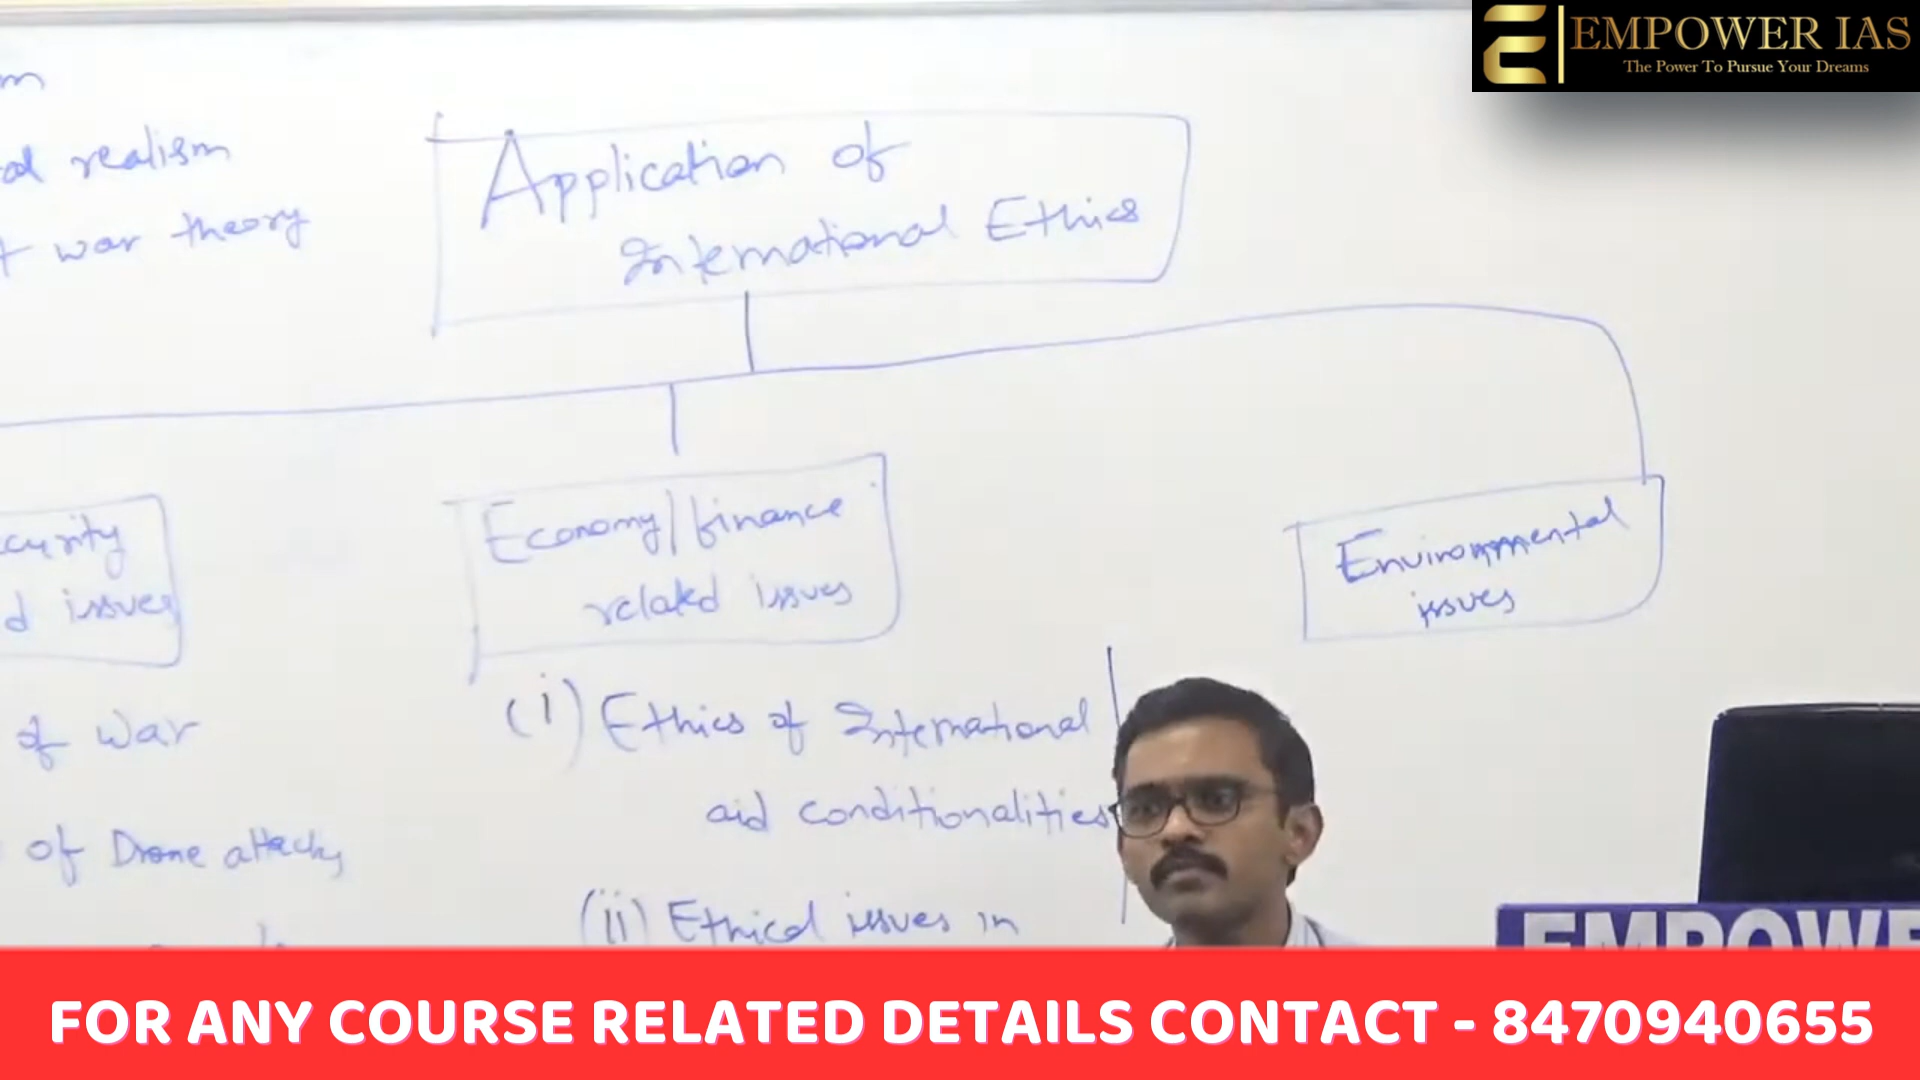 EMPOWER IAS
The Power To Pursue Your Dreams
realism
war theory
Application of
International Ethics
issues
Economy/finance
related issues
Environmental
issues
of war
of Drone attacks
(i) Ethics of International
aid conditionalities
(ii) Ethical issues in
EMPOWE
FOR ANY COURSE RELATED DETAILS CONTACT - 8470940655